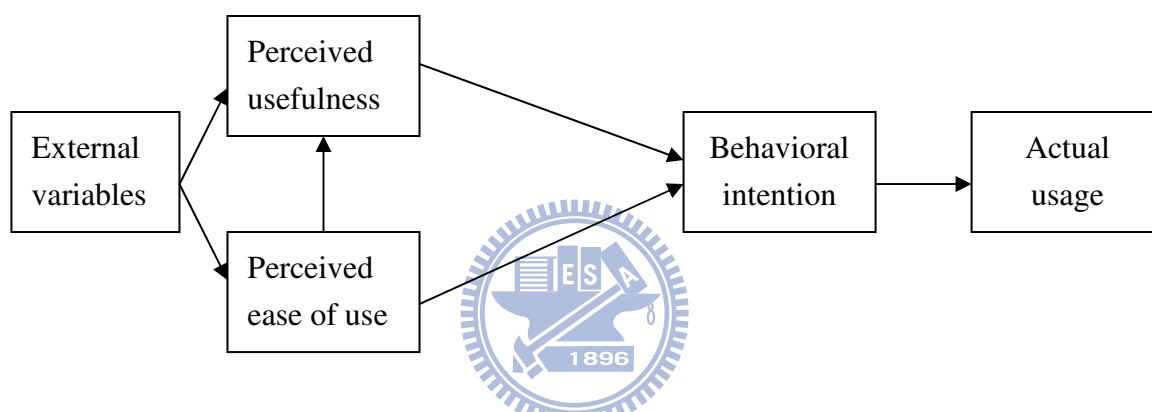 Perceived
usefulness
External
variables
Perceived
ease of use
Behavioral
intention
Actual
usage
E S A
1896